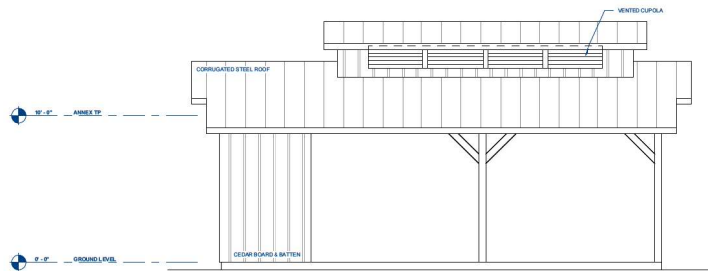 VENTED CUPOLA
CORRUGATED STEEL ROOF
10' - 0" ANNEX TP
CEDAR BOARD & BATTEN
0' - 0" GROUND LEVEL